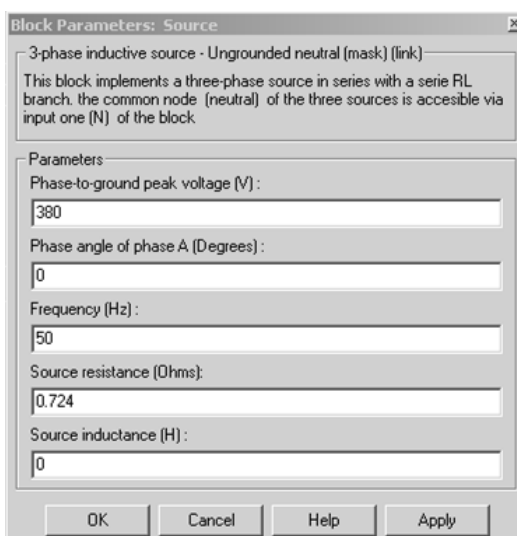 Block Parameters: Source
3-phase inductive source - Ungrounded neutral (mask) (link)
This block implements a three-phase source in series with a serie RL
branch. the common node (neutral) of the three sources is accesible via
input one (N) of the block
Parameters
Phase-to-ground peak voltage (V) :
380
Phase angle of phase A (Degrees) :
0
Frequency (Hz) :
50
Source resistance (Ohms):
0.724
Source inductance (H) :
0
OK Cancel Help Apply